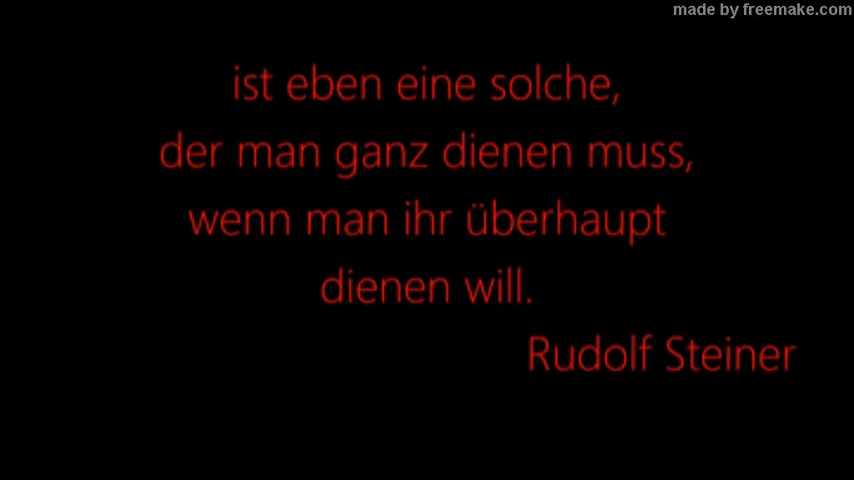 made by freemake.com
ist eben eine solche,
der man ganz dienen muss,
wenn man ihr überhaupt
dienen will.
Rudolf Steiner